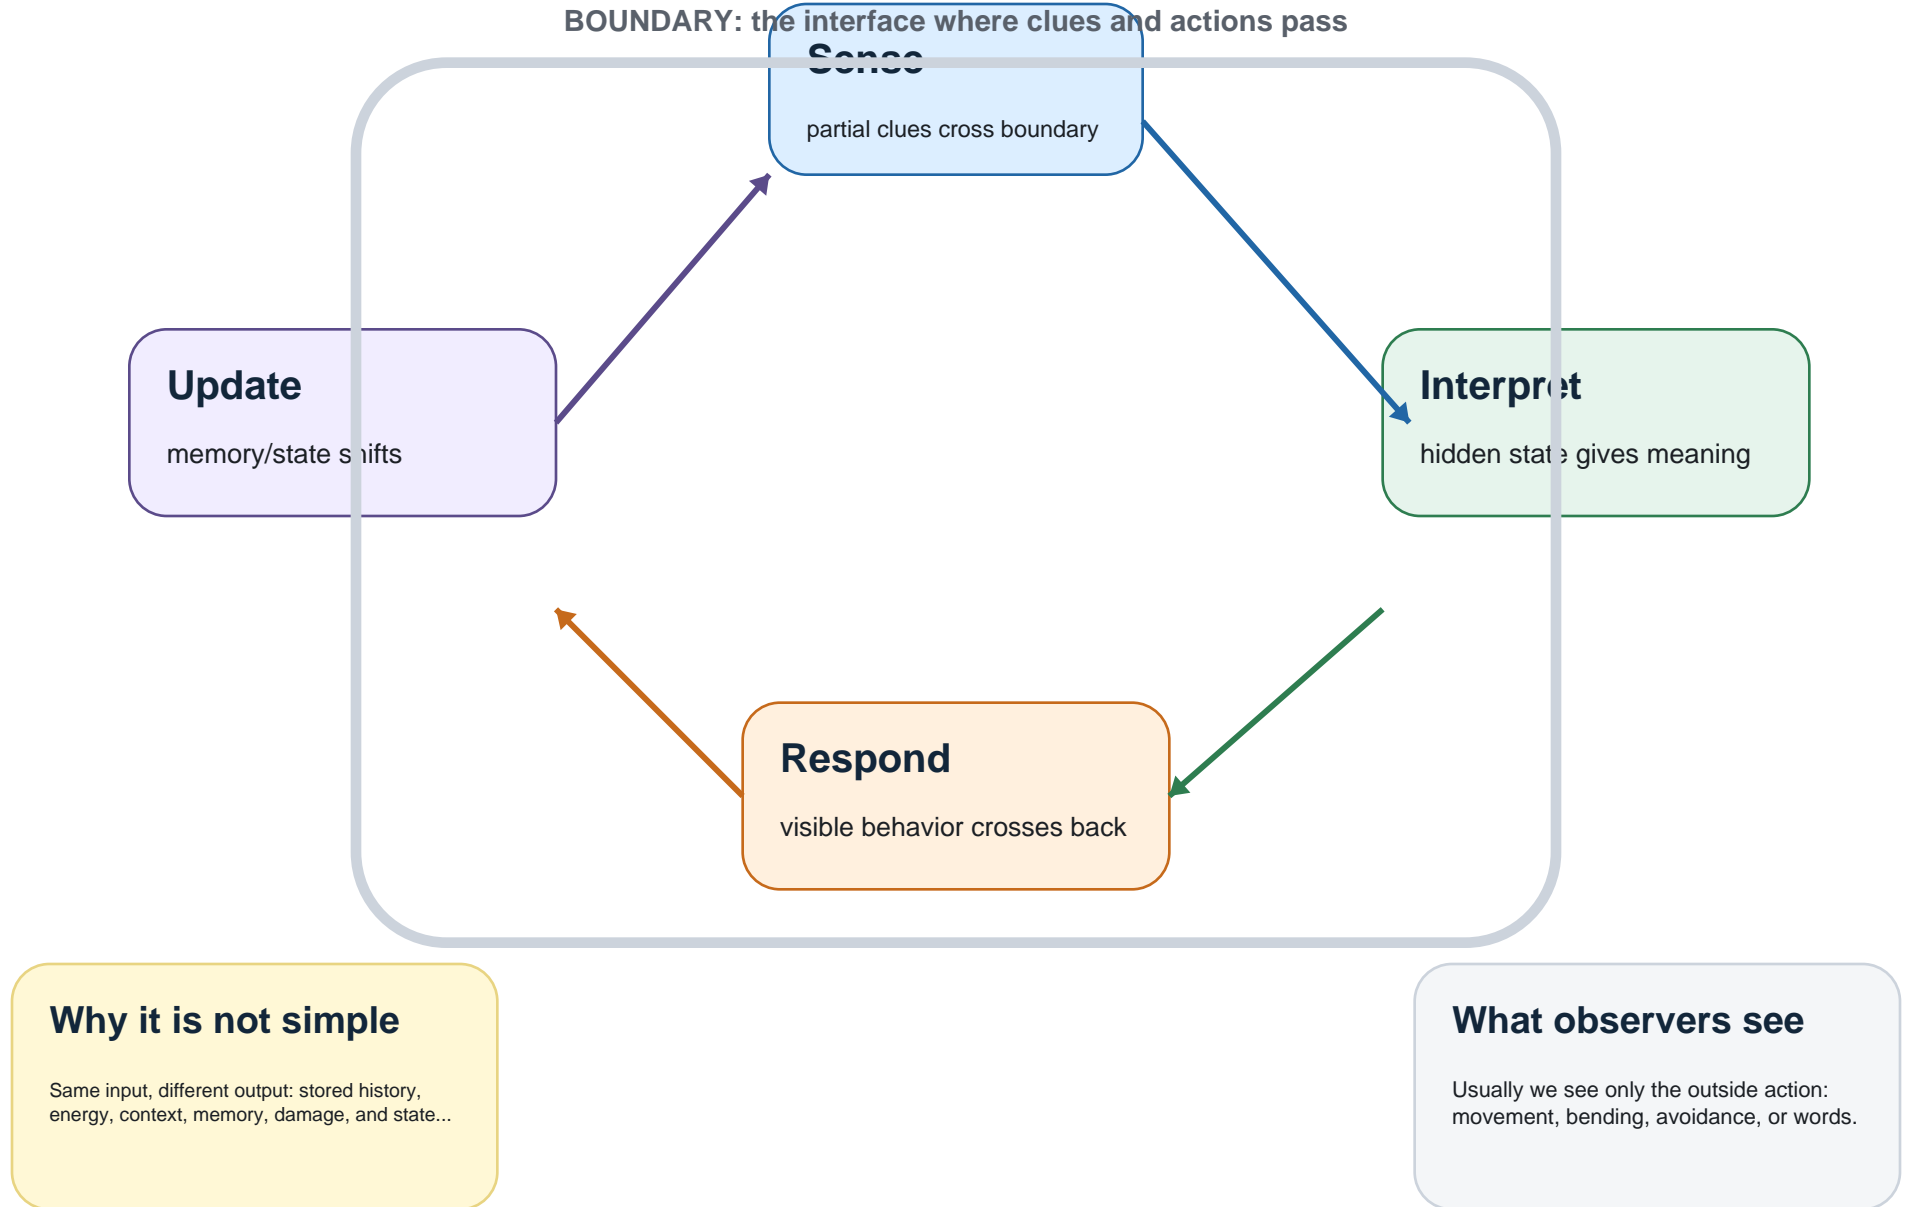 BOUNDARY: the interface where clues and actions pass
Sense
partial clues cross boundary
Update
memory/state shifts
Interpret
hidden state gives meaning
Respond
visible behavior crosses back
Why it is not simple
Same input, different output: stored history,
energy, context, memory, damage, and state...
What observers see
Usually we see only the outside action:
movement, bending, avoidance, or words.